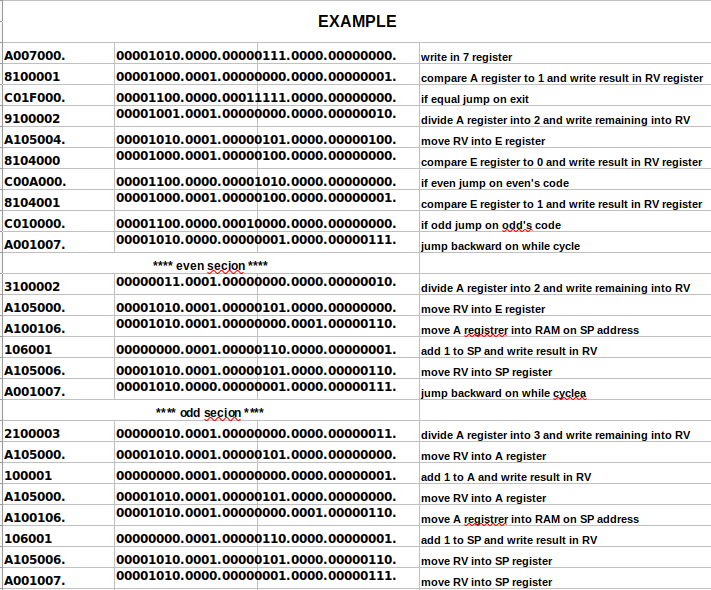 EXAMPLE
A007000. 00001010.0000.00000111.0000.00000000. write in 7 register
8100001 00001000.0001.00000000.0000.00000001. compare A register to 1 and write result in RV register
C01F000. 00001100.0000.00011111.0000.00000000. if equal jump on exit
9100002 00001001.0001.00000000.0000.00000010. divide A register into 2 and write remaining into RV
A105004. 00001010.0001.00000101.0000.00000100. move RV into E register
8104000 00001000.0001.00000100.0000.00000000. compare E register to 0 and write result in RV register
C00A000. 00001100.0000.00001010.0000.00000000. if even jump on even's code
8104001 00001000.0001.00000100.0000.00000001. compare E register to 1 and write result in RV register
C010000. 00001100.0000.00010000.0000.00000000. if odd jump on odd's code
A001007. 00001010.0000.00000001.0000.00000111. jump backward on while cycle
**** even secion ****
3100002 00000011.0001.00000000.0000.00000010. divide A register into 2 and write remaining into RV
A105000. 00001010.0001.00000101.0000.00000000. move RV into E register
A100106. 00001010.0001.00000000.0001.00000110. move A registrer into RAM on SP address
106001 00000000.0001.00000110.0000.00000001. add 1 to SP and write result in RV
A105006. 00001010.0001.00000101.0000.00000110. move RV into SP register
A001007. 00001010.0000.00000001.0000.00000111. jump backward on while cyclea
**** odd secion ****
2100003 00000010.0001.00000000.0000.00000011. divide A register into 3 and write remaining into RV
A105000. 00001010.0001.00000101.0000.00000000. move RV into A register
100001 00000000.0001.00000000.0000.00000001. add 1 to A and write result in RV
A105000. 00001010.0001.00000101.0000.00000000. move RV into A register
A100106. 00001010.0001.00000000.0001.00000110. move A registrer into RAM on SP address
106001 00000000.0001.00000110.0000.00000001. add 1 to SP and write result in RV
A105006. 00001010.0001.00000101.0000.00000110. move RV into SP register
A001007. 00001010.0000.00000001.0000.00000111. move RV into SP register